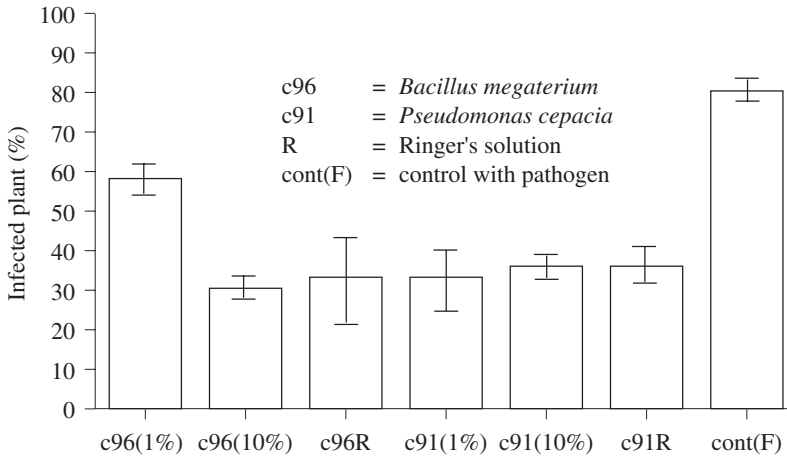 100
90
80
70
60
50
40
30
20
10
0
Infected plant (%)
c96 = Bacillus megaterium
c91 = Pseudomonas cepacia
R = Ringer's solution
cont(F) = control with pathogen
c96(1%) c96(10%) c96R c91(1%) c91(10%) c91R cont(F)